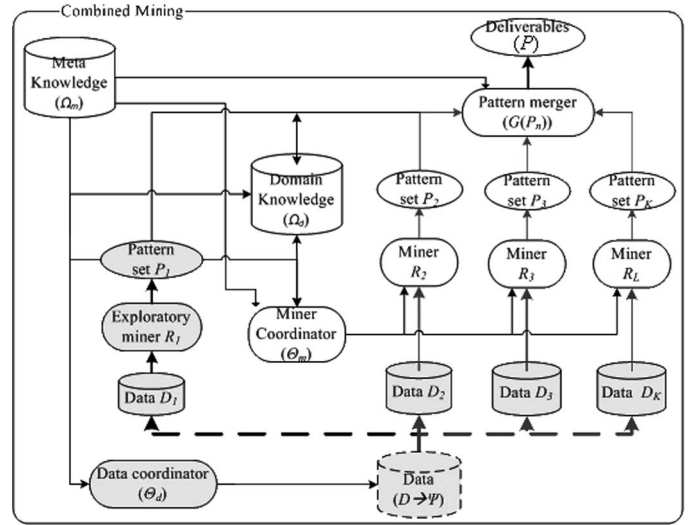 Combined Mining
Deliverables
(P)
Meta
Knowledge
(Ωm)
Pattern merger
(G(Pn))
Domain
Knowledge
(Ωd)
Pattern
set P2
Pattern
set P3
Pattern
set PK
Pattern
set P1
Miner
R2
Miner
R3
Miner
RL
Exploratory
miner R1
Miner
Coordinator
(Θm)
Data D1
Data D2
Data D3
Data DK
Data coordinator
(Θd)
Data
(D→Ψ)